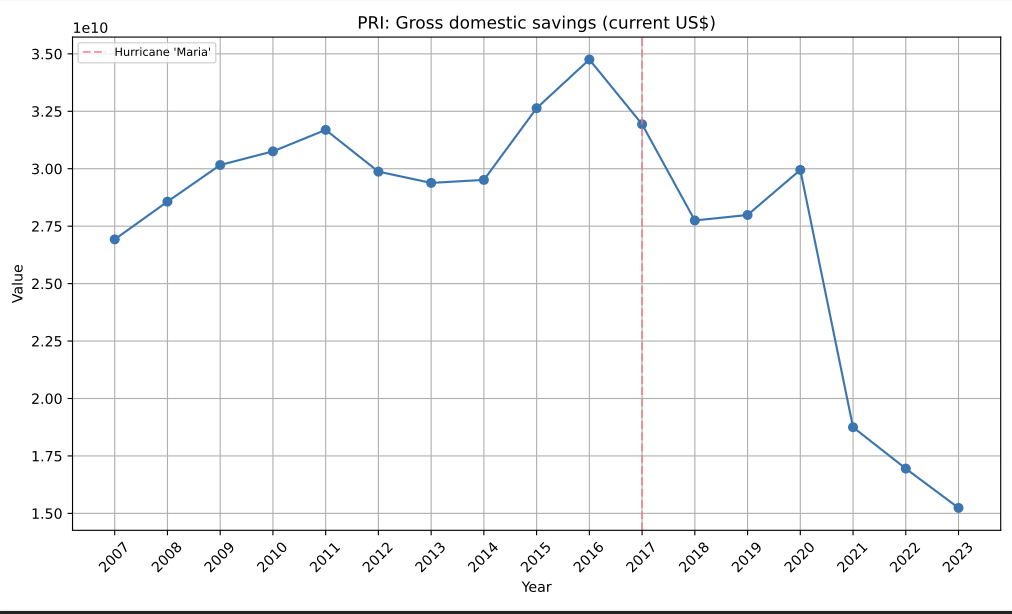 PRI: Gross domestic savings (current US$)
1e10
Hurricane 'Maria'
3.50
3.25
3.00
2.75
2.50
2.25
2.00
1.75
1.50
Value
2007 2008 2009 2010 2011 2012 2013 2014 2015 2016 2017 2018 2019 2020 2021 2022 2023
Year